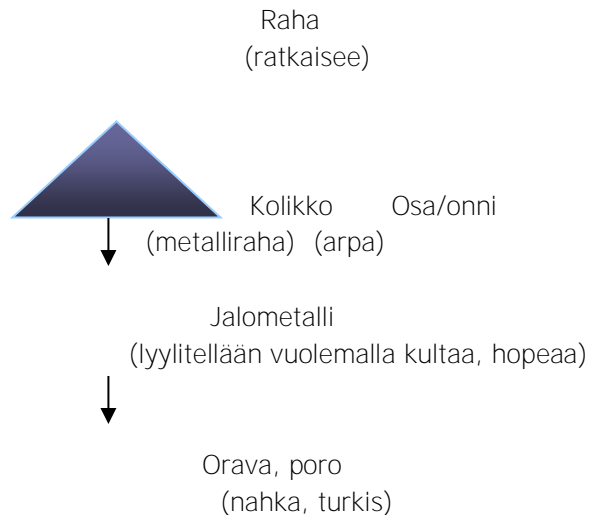 Raha
(ratkaisee)
Kolikko Osa/onni
(metalliraha) (arpa)
Jalometalli
(lyylitellään vuolemalla kultaa, hopeaa)
Orava, poro
(nahka, turkis)